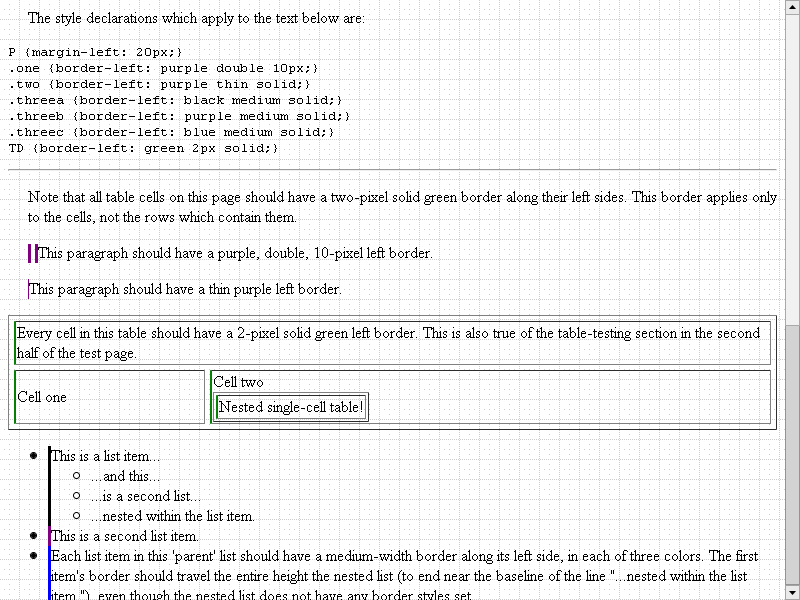 The style declarations which apply to the text below are:
P {margin-left: 20px;}
.one {border-left: purple double 10px;}
.two {border-left: purple thin solid;}
.threea {border-left: black medium solid;}
.threeb {border-left: purple medium solid;}
.threec {border-left: blue medium solid;}
TD {border-left: green 2px solid;}
Note that all table cells on this page should have a two-pixel solid green border along their left sides. This border applies only
to the cells, not the rows which contain them.
This paragraph should have a purple, double, 10-pixel left border.
This paragraph should have a thin purple left border.
Every cell in this table should have a 2-pixel solid green left border. This is also true of the table-testing section in the second
half of the test page.
Cell one
Cell two
Nested single-cell table!
This is a list item...
...and this...
...is a second list...
...nested within the list item.
This is a second list item.
Each list item in this 'parent' list should have a medium-width border along its left side, in each of three colors. The first
item's border should travel the entire height the nested list (to end near the baseline of the line "...nested within the list
item."), even though the nested list does not have any border styles set.